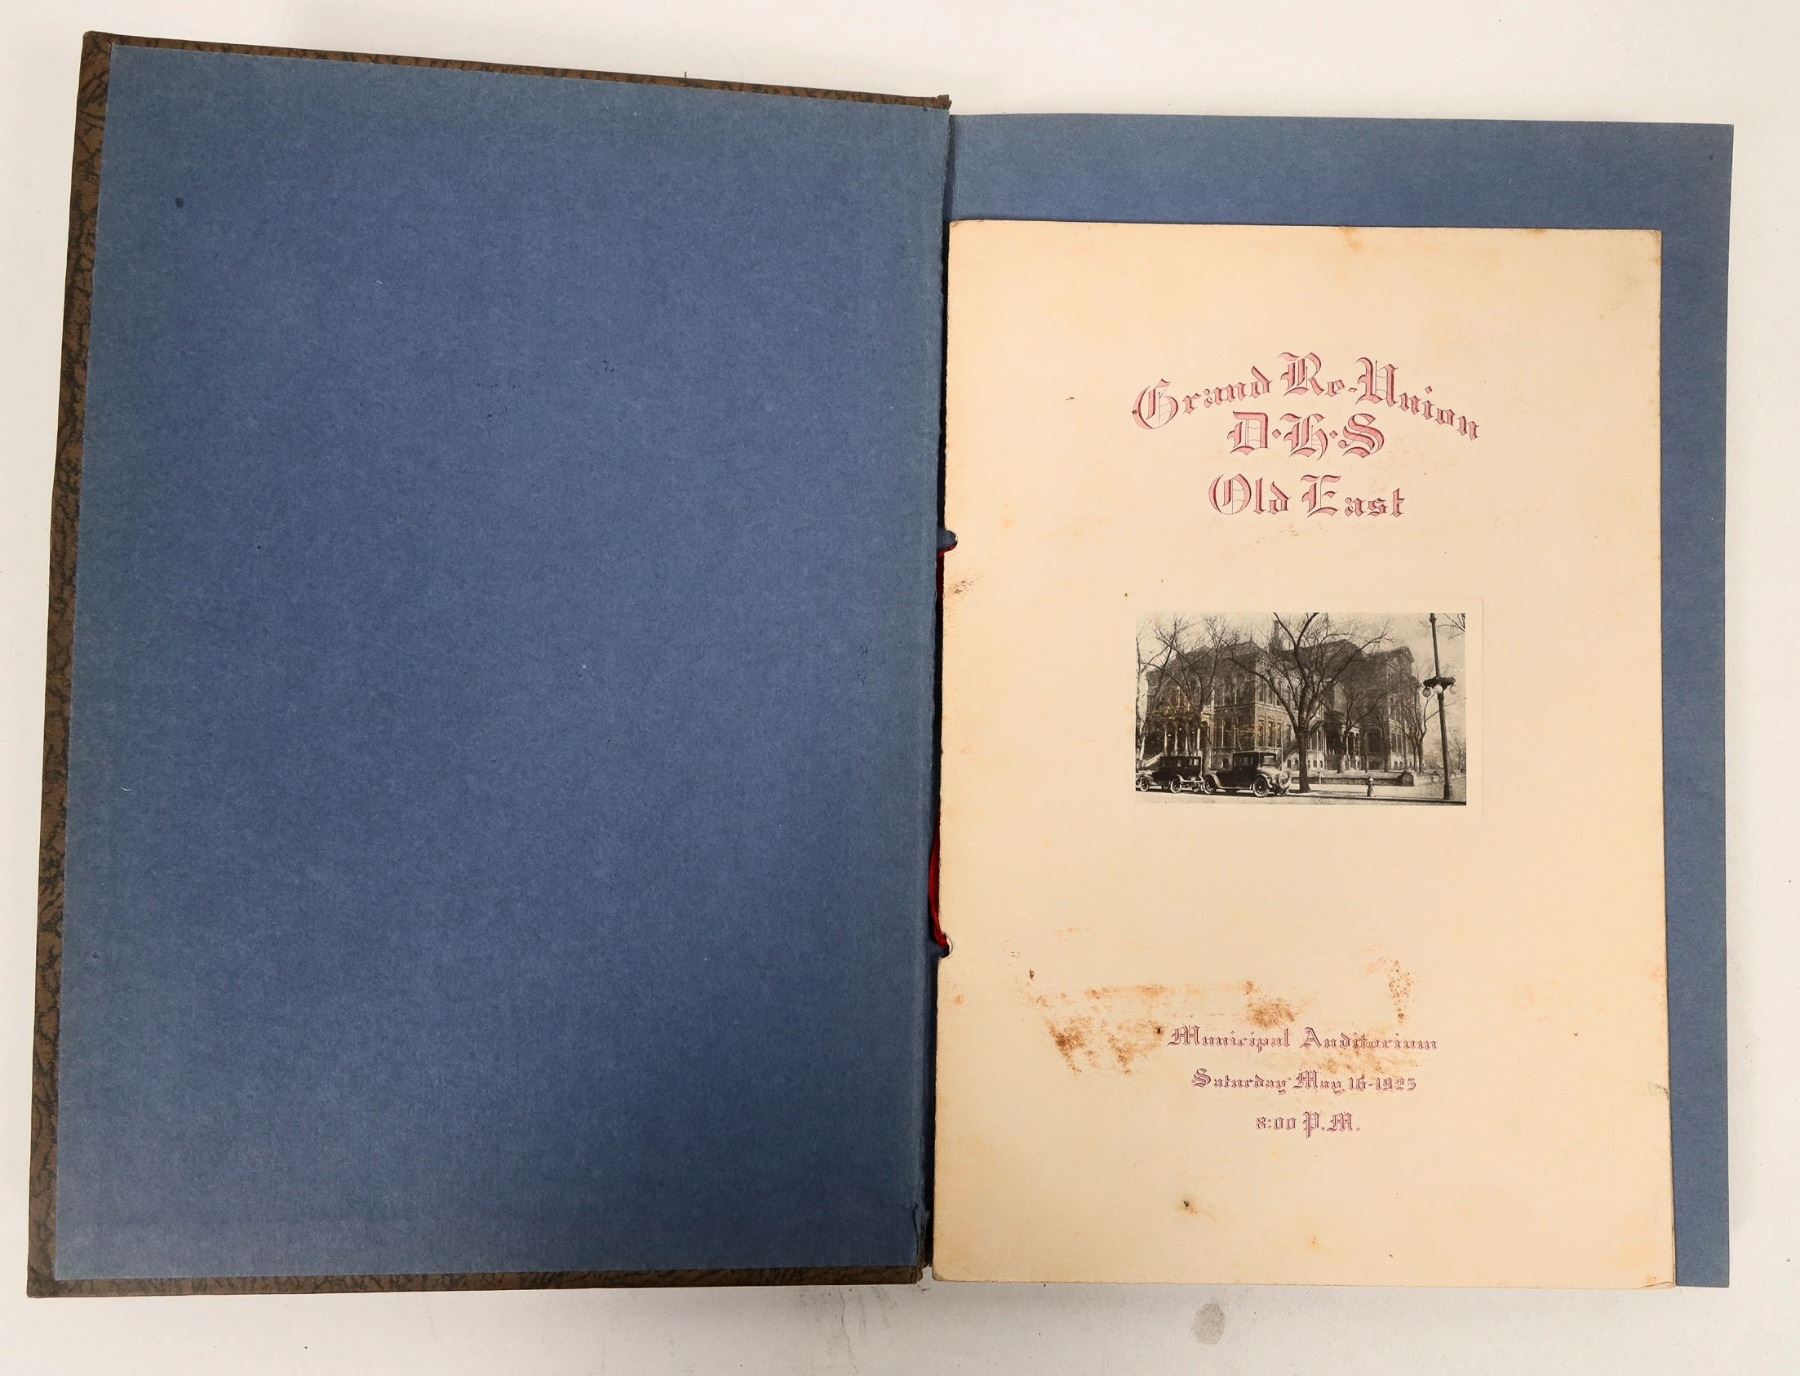 Grand Re-Union
D·H·S
Old East
Municipal Auditorium
Saturday May 16-1925
8:00 P.M.